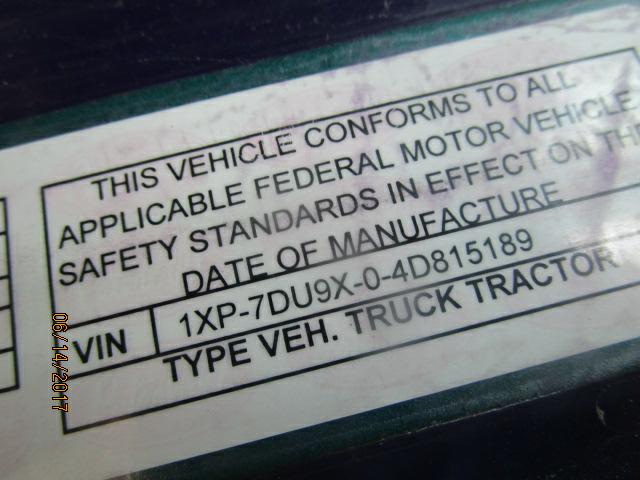 THIS VEHICLE CONFORMS TO ALL
APPLICABLE FEDERAL MOTOR VEHICLE
SAFETY STANDARDS IN EFFECT ON THE
DATE OF MANUFACTURE
VIN 1XP-7DU9X-0-4D815189
TYPE VEH. TRUCK TRACTOR
06/14/2017